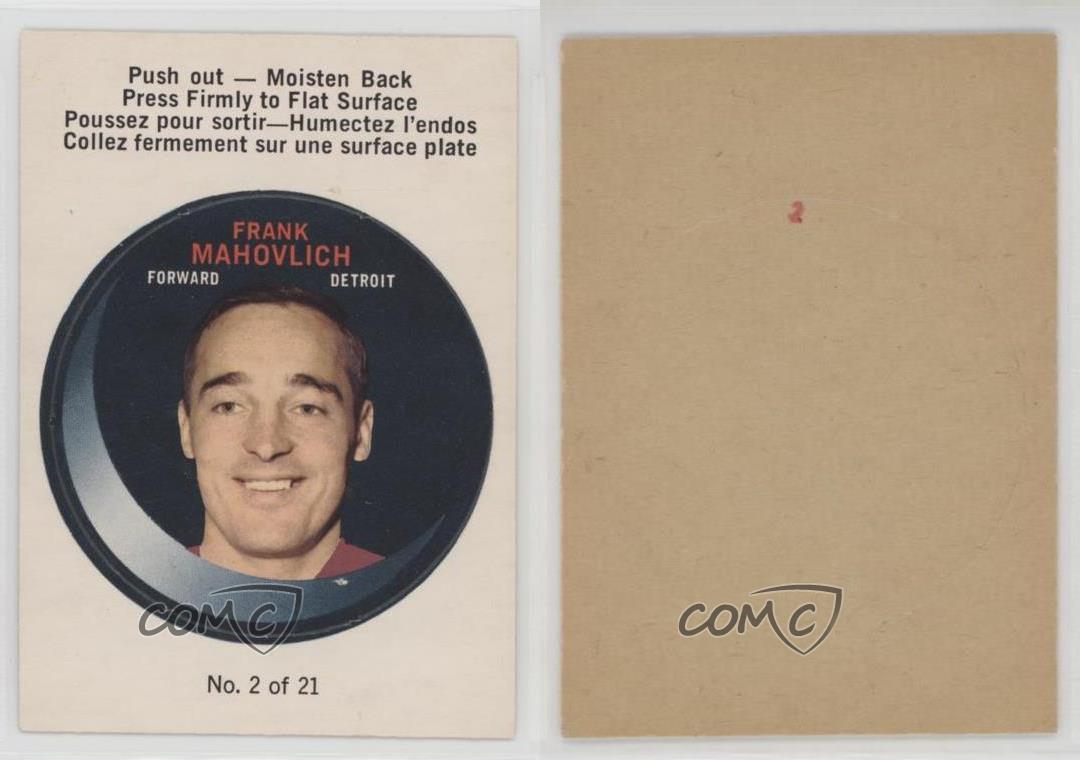 Push out — Moisten Back
Press Firmly to Flat Surface
Poussez pour sortir—Humectez l'endos
Collez fermement sur une surface plate
FRANK
MAHOVLICH
FORWARD DETROIT
COMC
No. 2 of 21
2
COMC